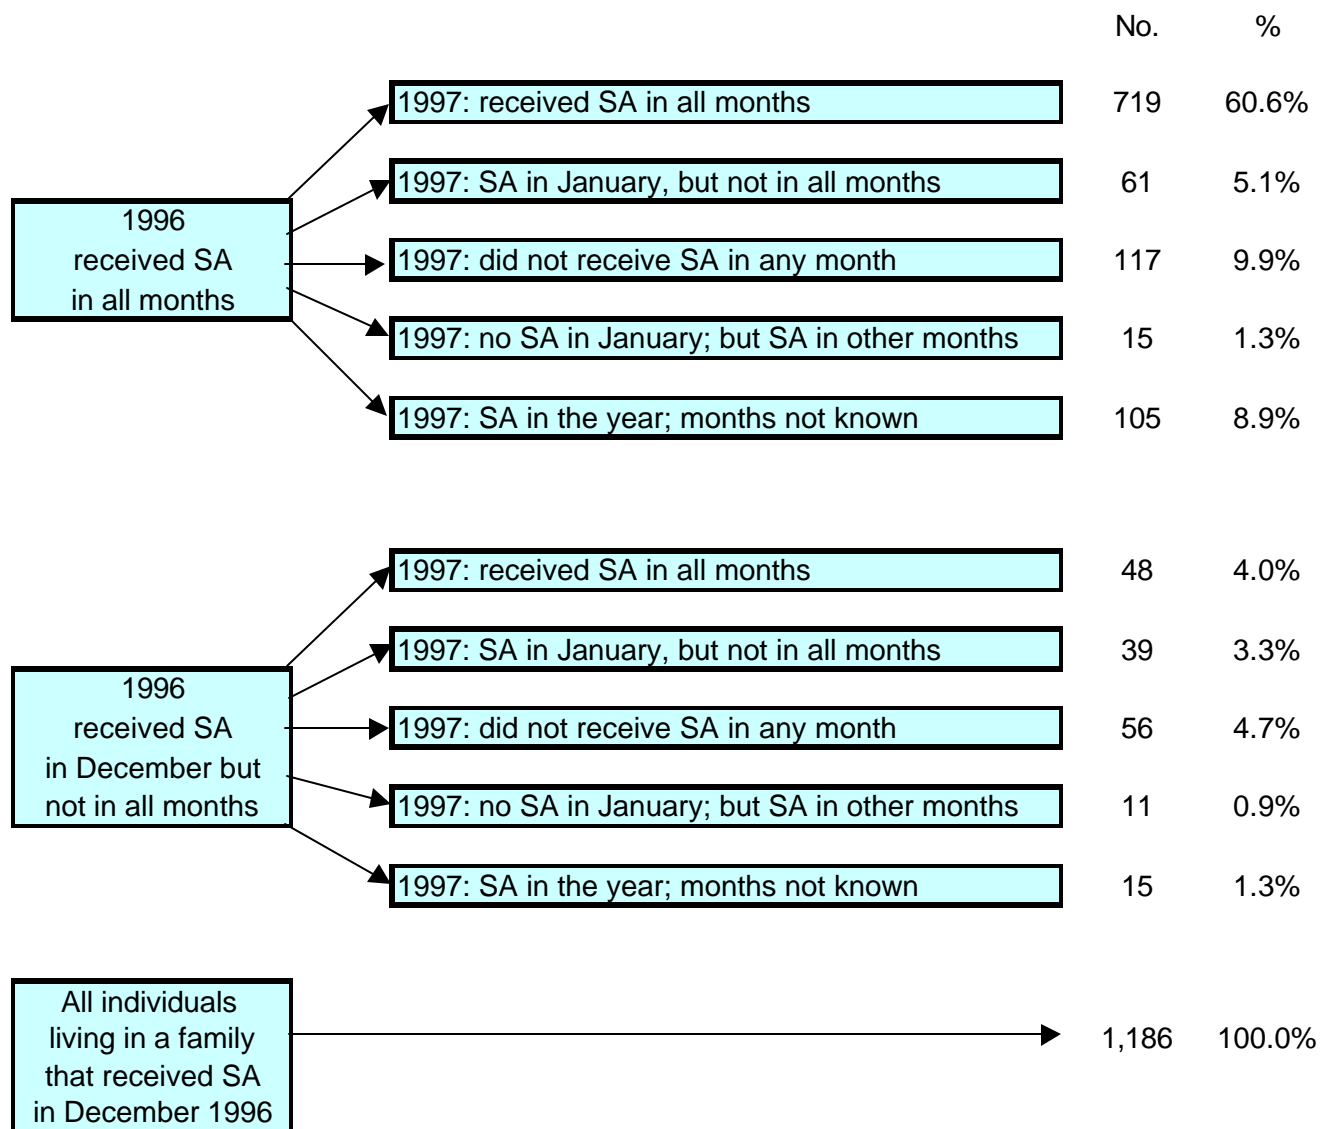 No. %
1997: received SA in all months 719 60.6%
1997: SA in January, but not in all months 61 5.1%
1996
received SA
in all months
1997: did not receive SA in any month 117 9.9%
1997: no SA in January; but SA in other months 15 1.3%
1997: SA in the year; months not known 105 8.9%
1997: received SA in all months 48 4.0%
1997: SA in January, but not in all months 39 3.3%
1996
received SA
in December but
not in all months
1997: did not receive SA in any month 56 4.7%
1997: no SA in January; but SA in other months 11 0.9%
1997: SA in the year; months not known 15 1.3%
All individuals
living in a family
that received SA
in December 1996
1,186 100.0%